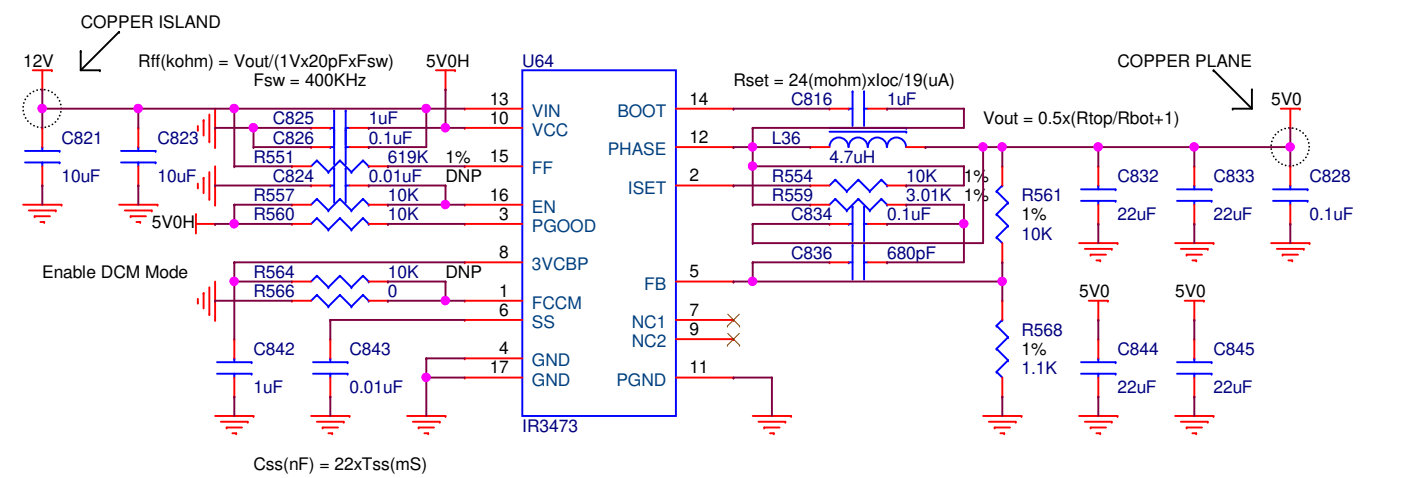 COPPER ISLAND
12V
Rff(kohm) = Vout/(1Vx20pFxFsw)
Fsw = 400KHz
5V0H
U64
Rset = 24(mohm)xIoc/19(uA)
COPPER PLANE
5V0
Vout = 0.5x(Rtop/Rbot+1)
C821
10uF
C823
10uF
C825 1uF
C826 0.1uF
R551 619K 1%
C824 0.01uF DNP
R557 10K
R560 10K
5V0H
Enable DCM Mode
R564 10K DNP
R566 0
C842
1uF
C843
0.01uF
13 VIN
10 VCC
15 FF
16 EN
3 PGOOD
8 3VCBP
1 FCCM
6 SS
4 GND
17 GND
BOOT 14
PHASE 12
ISET 2
FB 5
NC1 7
NC2 9
PGND 11
IR3473
C816 1uF
L36
4.7uH
R554 10K 1%
R559 3.01K 1%
C834 0.1uF
C836 680pF
R561
1%
10K
R568
1%
1.1K
C832
22uF
C833
22uF
C828
0.1uF
5V0
C844
22uF
5V0
C845
22uF
Css(nF) = 22xTss(mS)